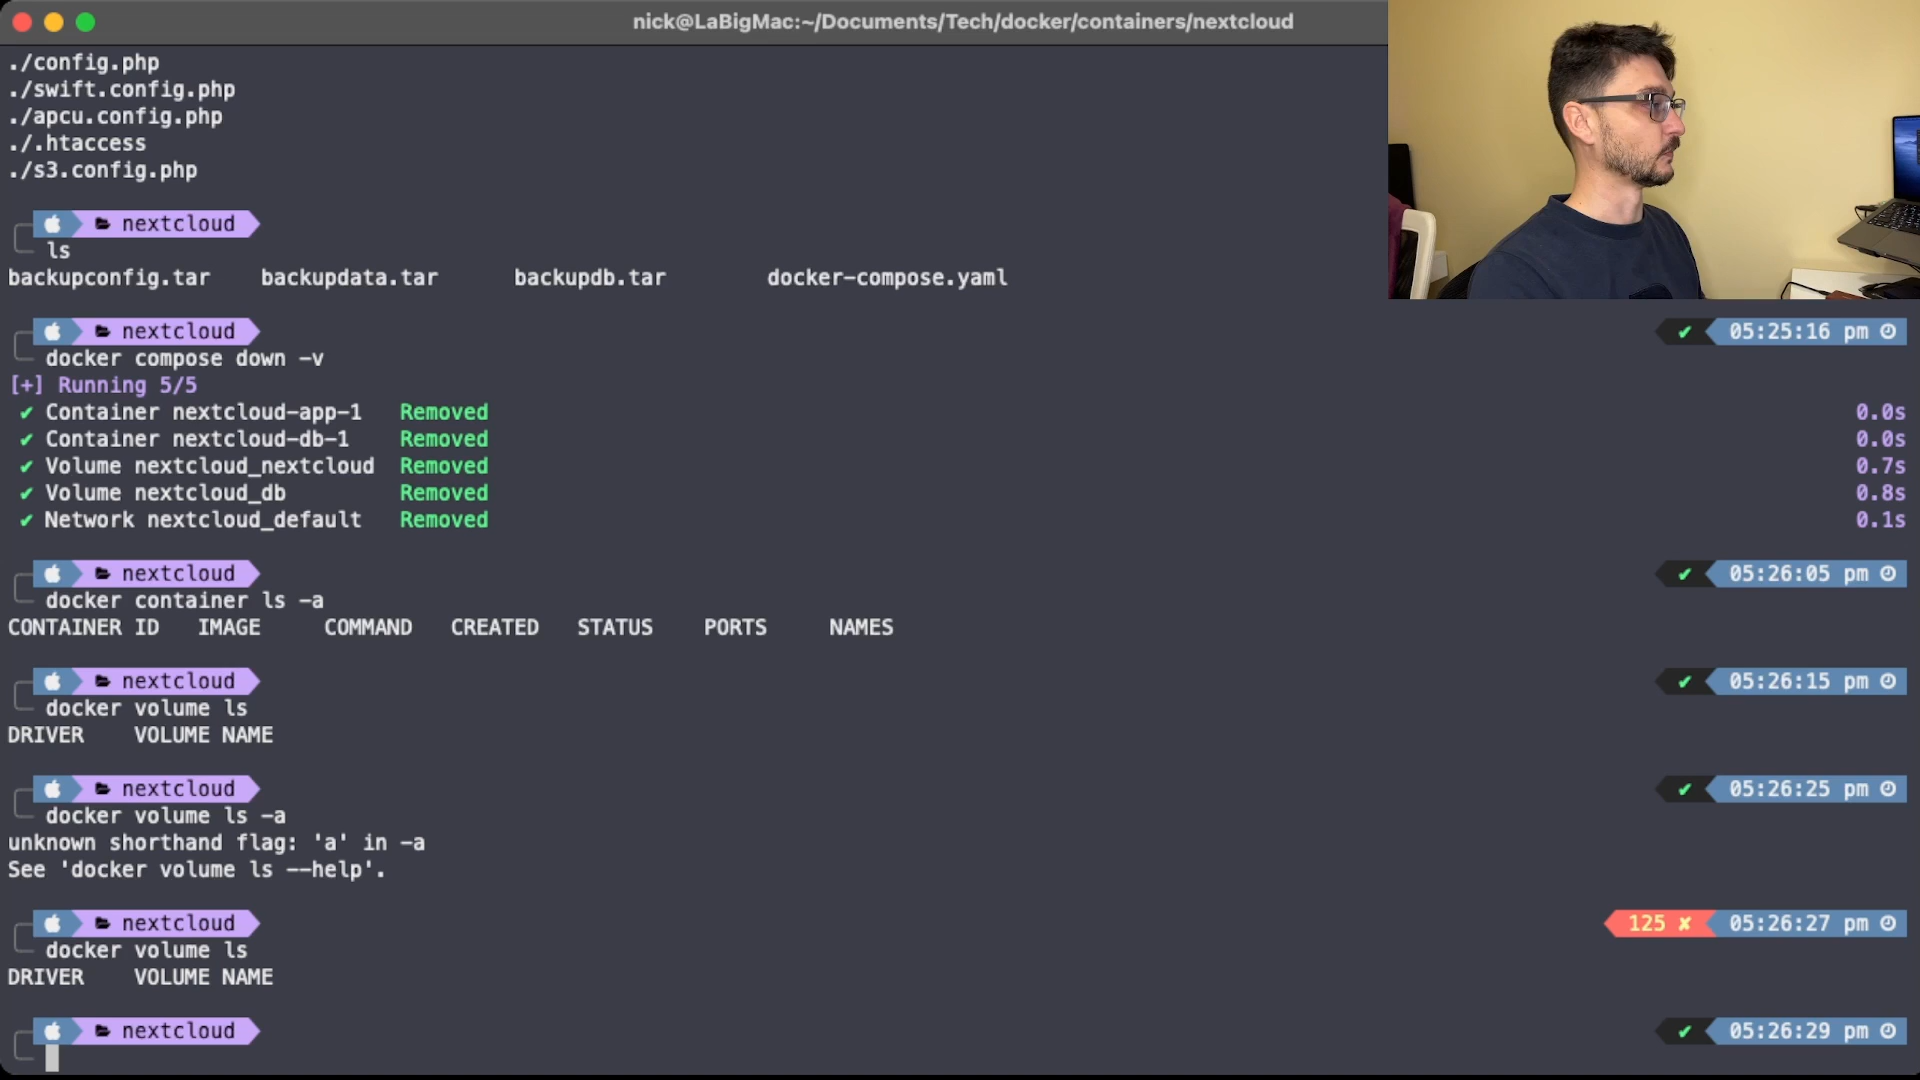 nick@LaBigMac:~/Documents/Tech/docker/containers/nextcloud
./config.php
./swift.config.php
./apcu.config.php
./.htaccess
./s3.config.php
nextcloud
ls
backupconfig.tar backupdata.tar backupdb.tar docker-compose.yaml
nextcloud ✔ 05:25:16 pm
docker compose down -v
[+] Running 5/5
✔ Container nextcloud-app-1 Removed 0.0s
✔ Container nextcloud-db-1 Removed 0.0s
✔ Volume nextcloud_nextcloud Removed 0.7s
✔ Volume nextcloud_db Removed 0.8s
✔ Network nextcloud_default Removed 0.1s
nextcloud ✔ 05:26:05 pm
docker container ls -a
CONTAINER ID IMAGE COMMAND CREATED STATUS PORTS NAMES
nextcloud ✔ 05:26:15 pm
docker volume ls
DRIVER VOLUME NAME
nextcloud ✔ 05:26:25 pm
docker volume ls -a
unknown shorthand flag: 'a' in -a
See 'docker volume ls --help'.
nextcloud 125 ✘ 05:26:27 pm
docker volume ls
DRIVER VOLUME NAME
nextcloud ✔ 05:26:29 pm